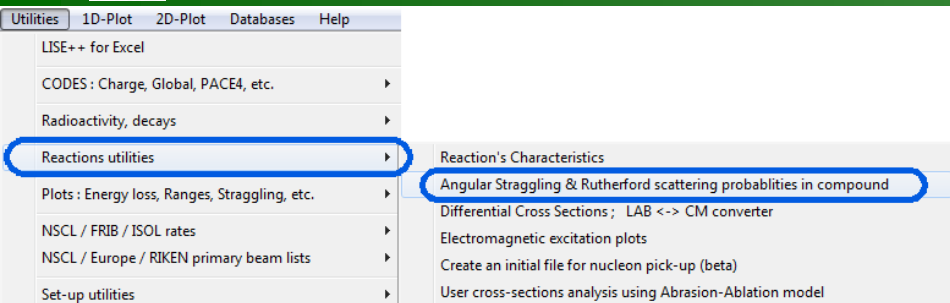 Utilities 1D-Plot 2D-Plot Databases Help
LISE++ for Excel
CODES : Charge, Global, PACE4, etc.
Radioactivity, decays
Reactions utilities
Plots : Energy loss, Ranges, Straggling, etc.
NSCL / FRIB / ISOL rates
NSCL / Europe / RIKEN primary beam lists
Set-up utilities
Reaction's Characteristics
Angular Straggling & Rutherford scattering probablities in compound
Differential Cross Sections ; LAB <-> CM converter
Electromagnetic excitation plots
Create an initial file for nucleon pick-up (beta)
User cross-sections analysis using Abrasion-Ablation model